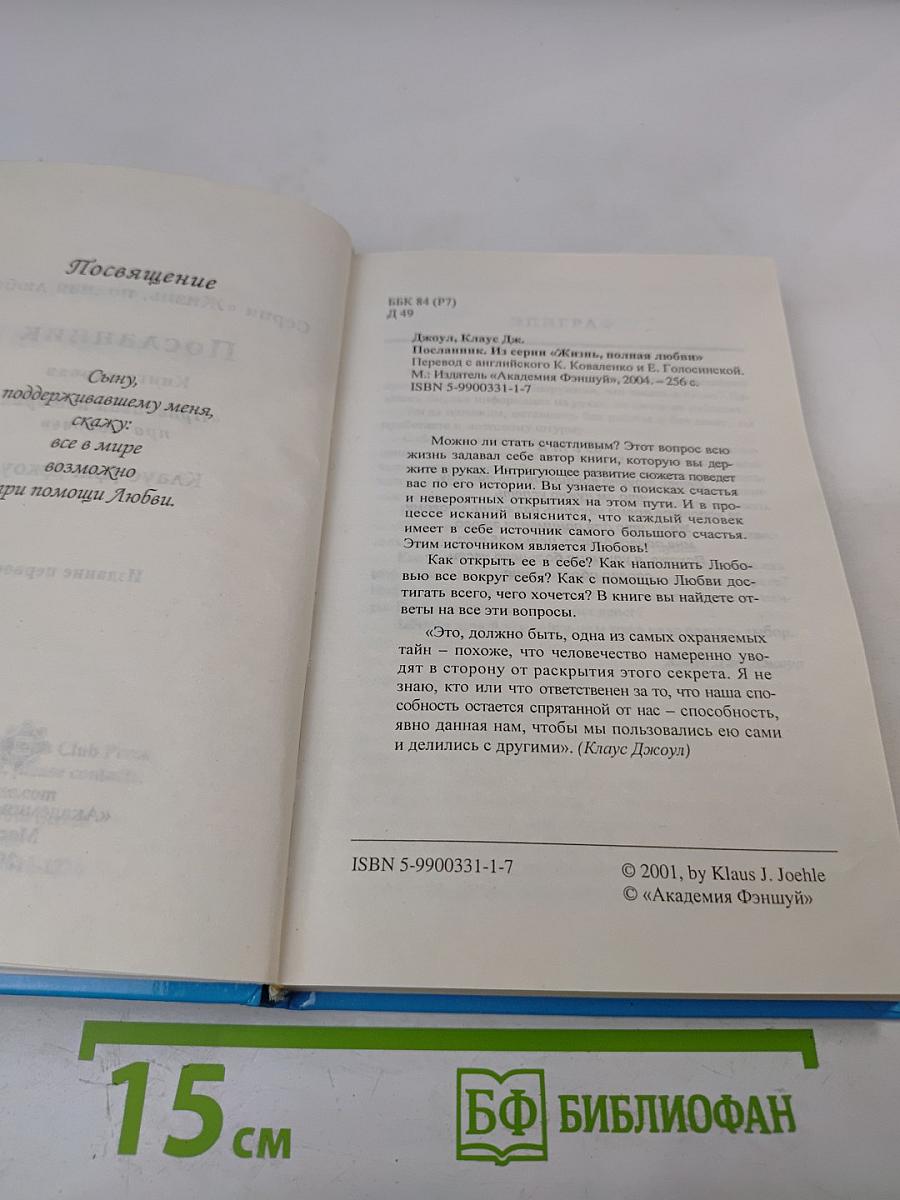 Посвящение
Сыну,
поддерживавшему меня,
скажу:
все в мире
возможно
при помощи Любви.
ББК 84 (Р7)
Д 49
Джоул, Клаус Дж.
Посланник. Из серии «Жизнь, полная любви»
Перевод с английского К. Коваленко и Е. Голосинской.
М.: Издатель «Академия Фэншуй», 2004. – 256 с.
ISBN 5-9900331-1-7
Можно ли стать счастливым? Этот вопрос всю
жизнь задавал себе автор книги, которую вы дер-
жите в руках. Интригующее развитие сюжета поведет
вас по его истории. Вы узнаете о поисках счастья
и невероятных открытиях на этом пути. И в про-
цессе исканий выяснится, что каждый человек
имеет в себе источник самого большого счастья.
Этим источником является Любовь!
Как открыть ее в себе? Как наполнить Любо-
вью все вокруг себя? Как с помощью Любви дос-
тигать всего, чего хочется? В книге вы найдете от-
веты на все эти вопросы.
«Это, должно быть, одна из самых охраняемых
тайн – похоже, что человечество намеренно уво-
дят в сторону от раскрытия этого секрета. Я не
знаю, кто или что ответственен за то, что наша спо-
собность остается спрятанной от нас – способность,
явно данная нам, чтобы мы пользовались ею сами
и делились с другими». (Клаус Джоул)
ISBN 5-9900331-1-7
© 2001, by Klaus J. Joehle
© «Академия Фэншуй»
15 см
БФ БИБЛИОФАН